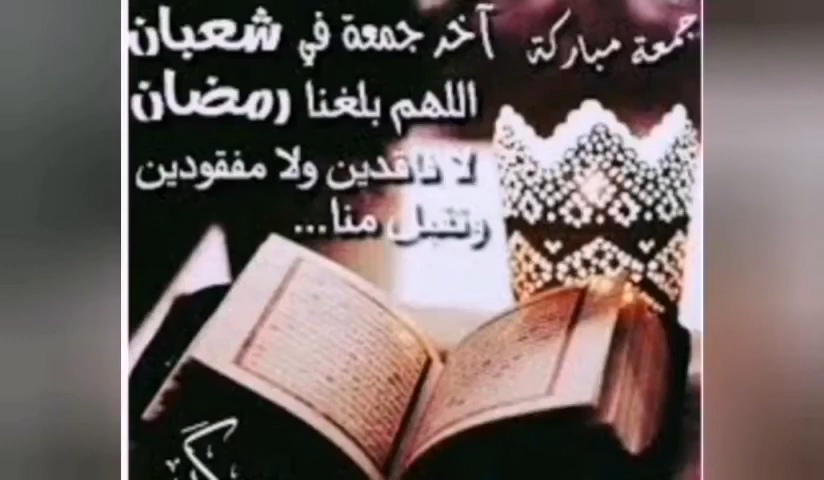 جمعة مباركة
آخر جمعة في شعبان
اللهم بلغنا رمضان
لا فاقدين ولا مفقودين
وتقبل منا...